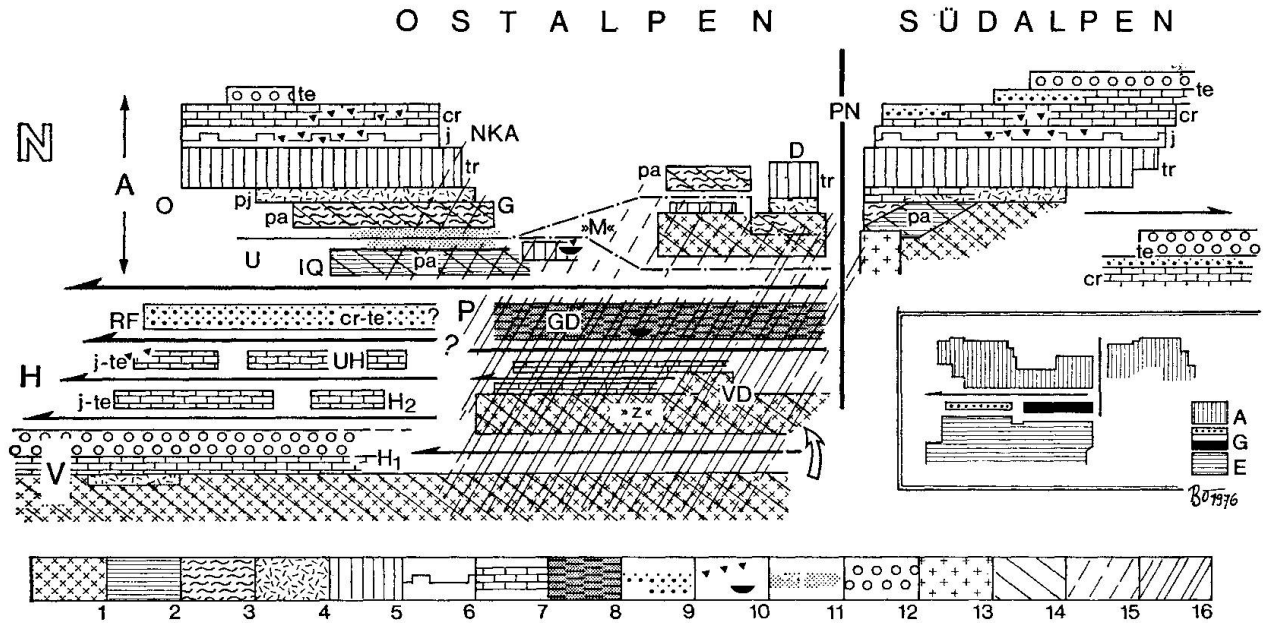 OSTALPEN SÜDALPEN
te te
cr PN cr
N j NKA j
A tr D tr
O pj pa tr
pa G pa
»M«
U IQ pa te
cr
RF cr-te ? P GD
?
j-te UH
H j-te H2 VD
»z« A
V H1 G
E
BO 1976
1 2 3 4 5 6 7 8 9 10 11 12 13 14 15 16